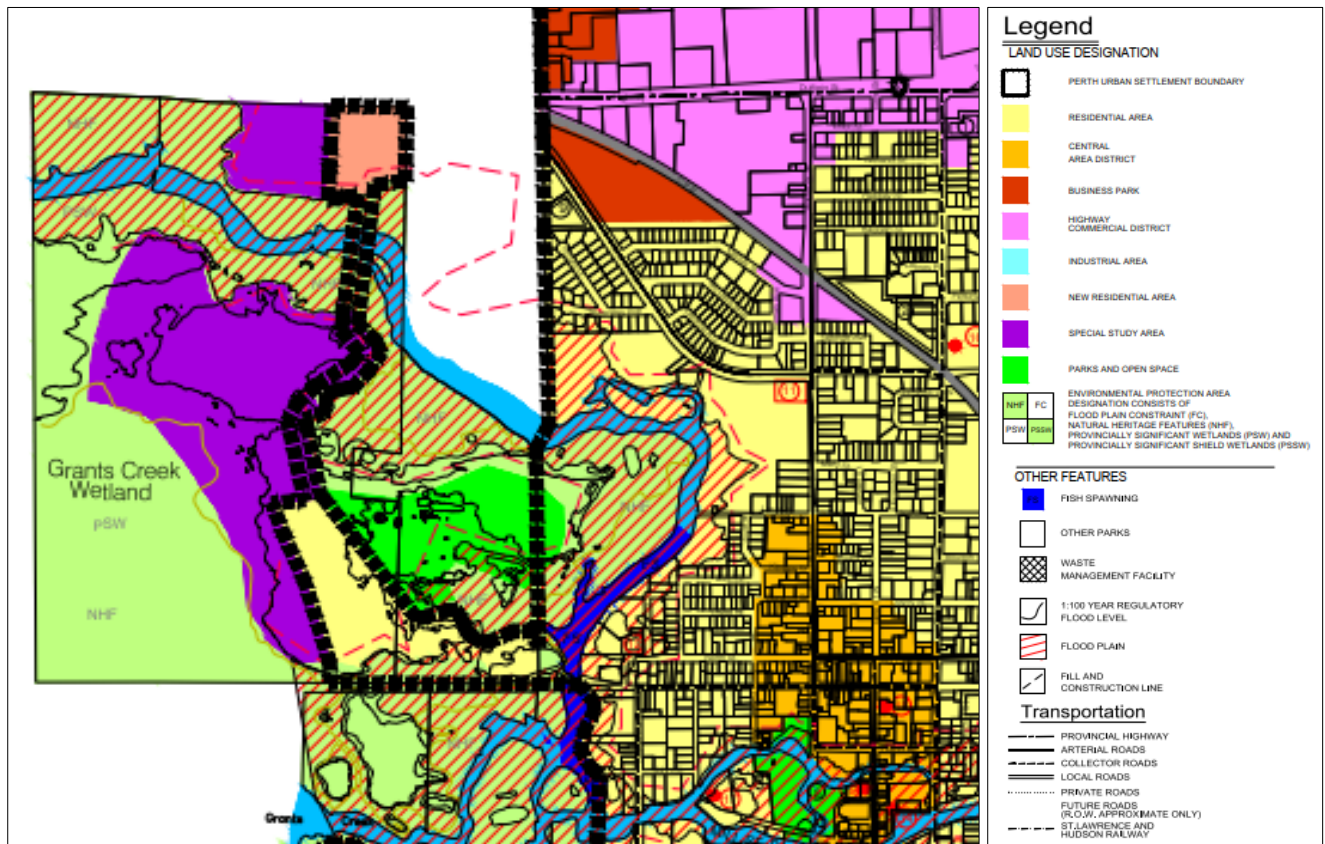 NHF
PSW
NHF
Grants Creek
Wetland
pSW
NHF
NHF
NHF
NHF
Grants
Creek
(11)
Legend
LAND USE DESIGNATION
PERTH URBAN SETTLEMENT BOUNDARY
RESIDENTIAL AREA
CENTRAL
AREA DISTRICT
BUSINESS PARK
HIGHWAY
COMMERCIAL DISTRICT
INDUSTRIAL AREA
NEW RESIDENTIAL AREA
SPECIAL STUDY AREA
PARKS AND OPEN SPACE
NHF FC
PSW PSSW
ENVIRONMENTAL PROTECTION AREA
DESIGNATION CONSISTS OF
FLOOD PLAIN CONSTRAINT (FC),
NATURAL HERITAGE FEATURES (NHF),
PROVINCIALLY SIGNIFICANT WETLANDS (PSW) AND
PROVINCIALLY SIGNIFICANT SHIELD WETLANDS (PSSW)
OTHER FEATURES
FISH SPAWNING
OTHER PARKS
WASTE
MANAGEMENT FACILITY
1:100 YEAR REGULATORY
FLOOD LEVEL
FLOOD PLAIN
FILL AND
CONSTRUCTION LINE
Transportation
PROVINCIAL HIGHWAY
ARTERIAL ROADS
COLLECTOR ROADS
LOCAL ROADS
PRIVATE ROADS
FUTURE ROADS
(R.O.W. APPROXIMATE ONLY)
ST.LAWRENCE AND
HUDSON RAILWAY